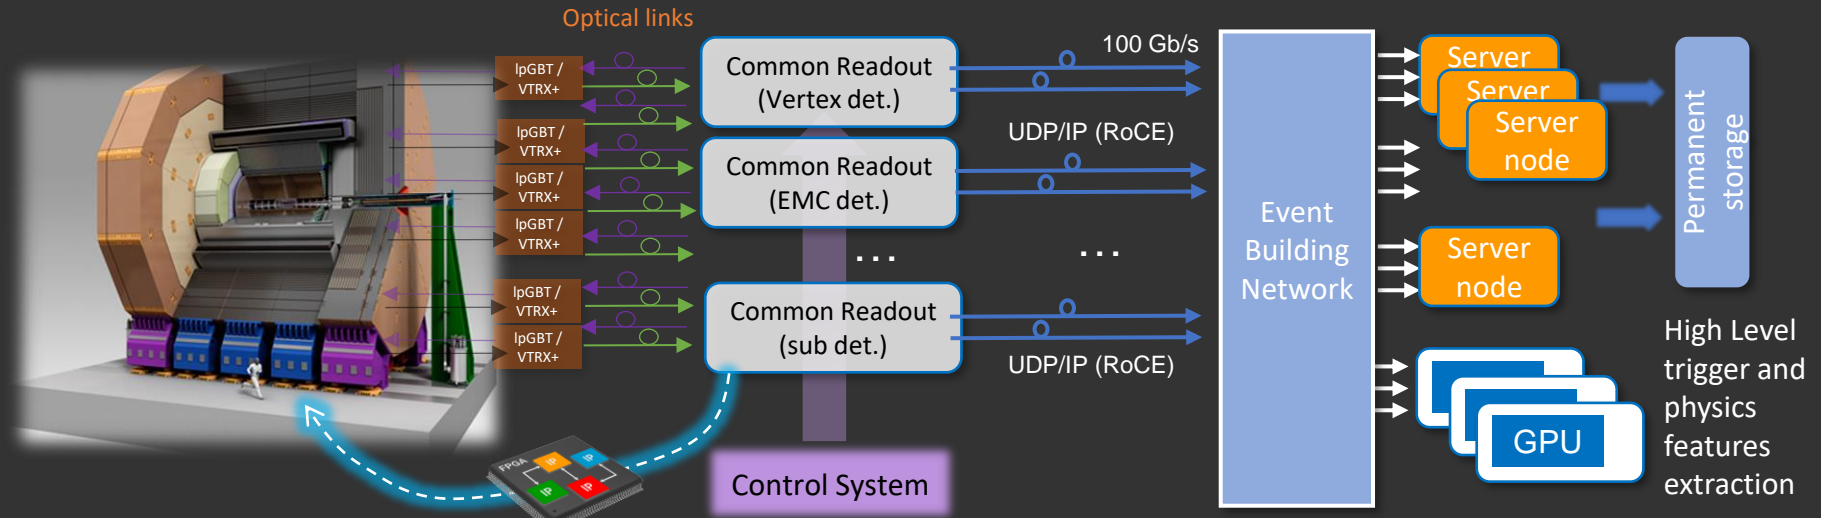 Optical links
lpGBT /
VTRX+
lpGBT /
VTRX+
lpGBT /
VTRX+
lpGBT /
VTRX+
lpGBT /
VTRX+
lpGBT /
VTRX+
Common Readout
(Vertex det.)
Common Readout
(EMC det.)
...
Common Readout
(sub det.)
Control System
FPGA
IP
IP
IP
IP
100 Gb/s
UDP/IP (RoCE)
...
UDP/IP (RoCE)
Event
Building
Network
Server
Server
Server
node
Server
node
GPU
Permanent
storage
High Level
trigger and
physics
features
extraction